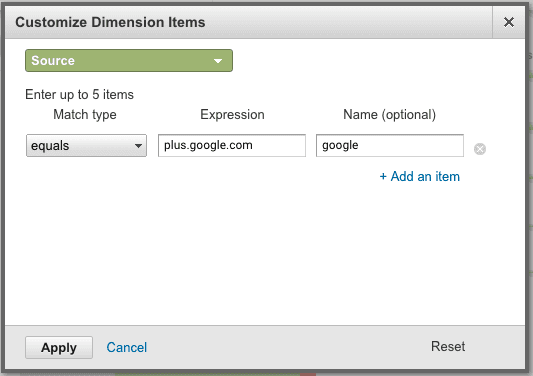 Customize Dimension Items
Source
Enter up to 5 items
Match type Expression Name (optional)
equals plus.google.com google
+ Add an item
Apply Cancel Reset